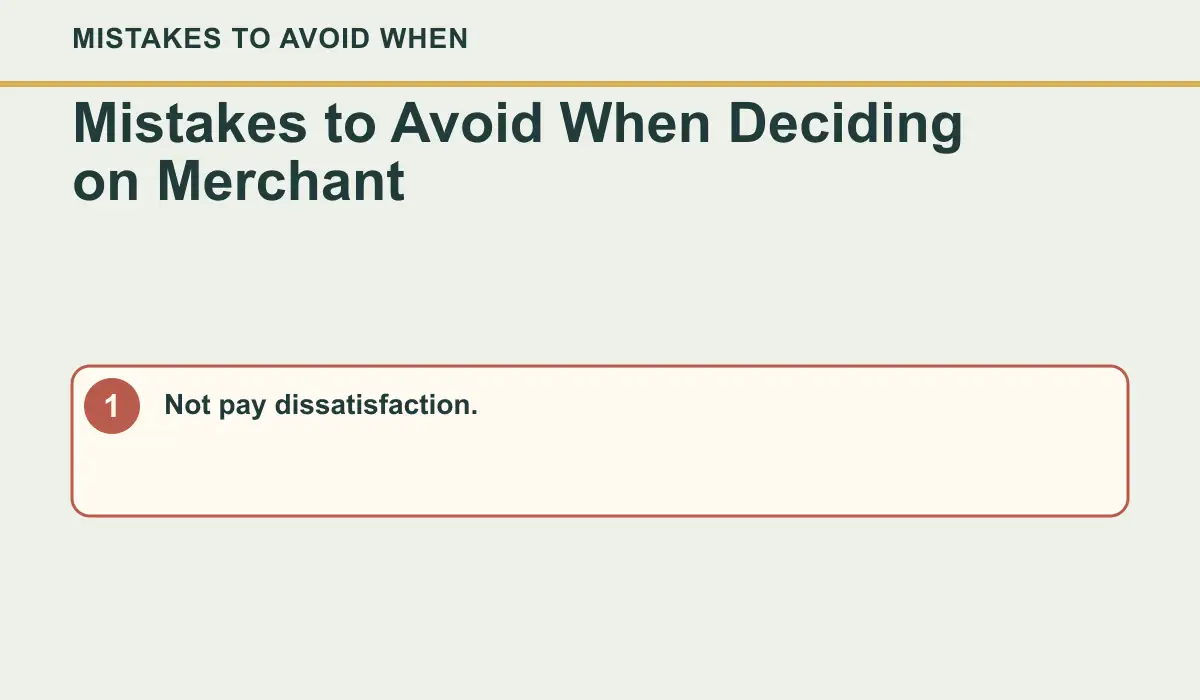 MISTAKES TO AVOID WHEN
Mistakes to Avoid When Deciding
on Merchant
1 Not pay dissatisfaction.